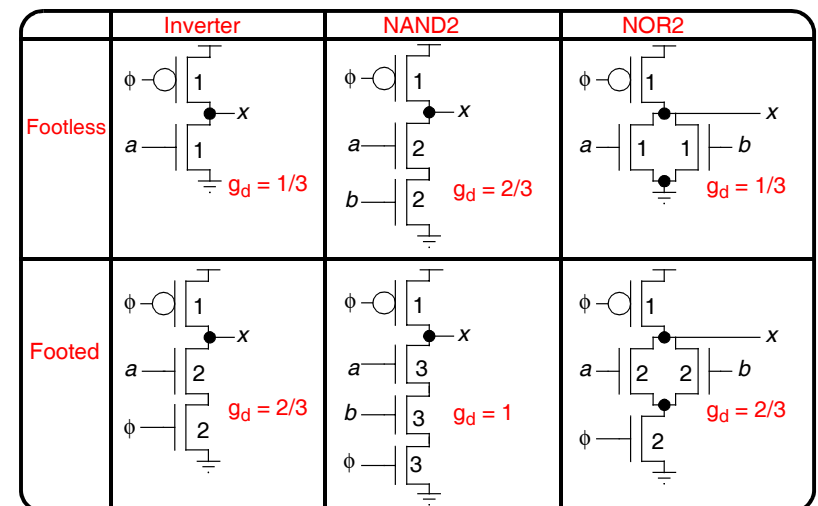 Inverter NAND2 NOR2
Footless
ϕ 1 x a 1 g_d = 1/3
ϕ 1 x a 2 b 2 g_d = 2/3
ϕ 1 x a 1 1 b g_d = 1/3
Footed
ϕ 1 x a 2 ϕ 2 g_d = 2/3
ϕ 1 x a 3 b 3 ϕ 3 g_d = 1
ϕ 1 x a 2 2 b ϕ 2 g_d = 2/3